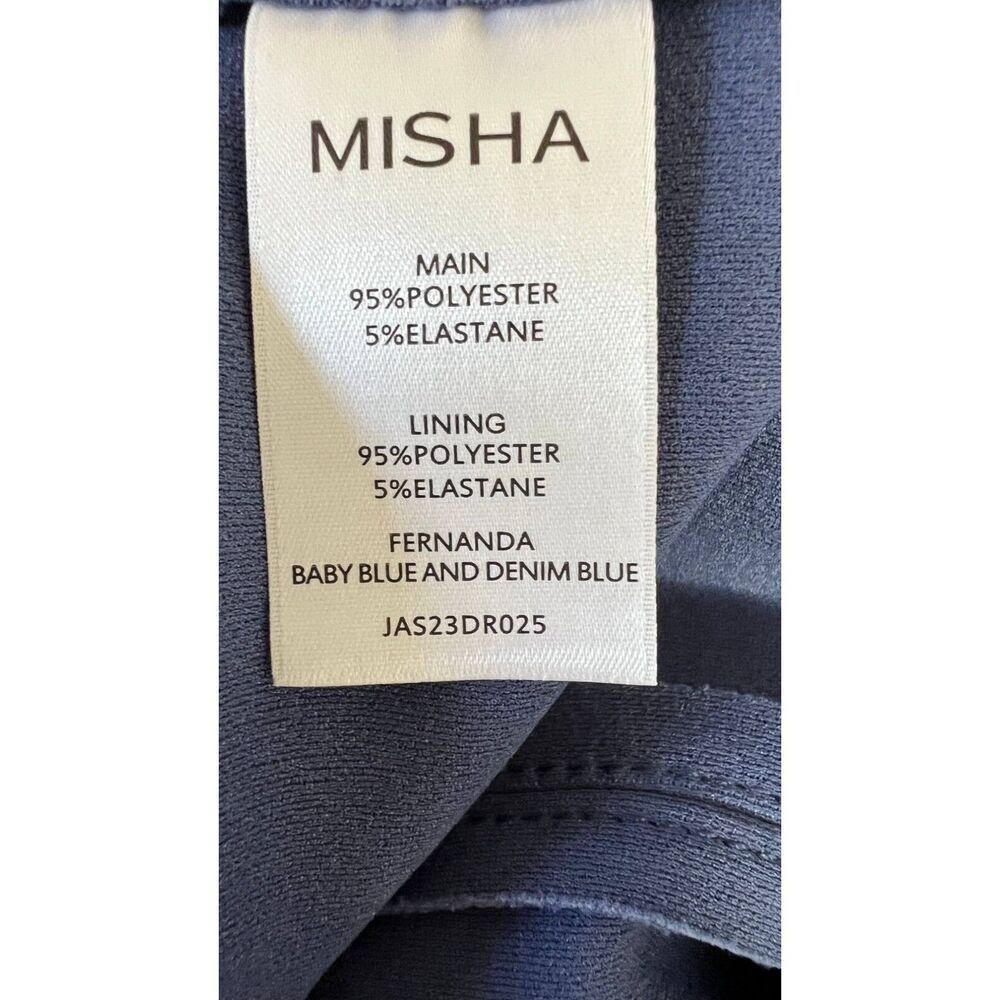 MISHA
MAIN
95%POLYESTER
5%ELASTANE
LINING
95%POLYESTER
5%ELASTANE
FERNANDA
BABY BLUE AND DENIM BLUE
JAS23DR025